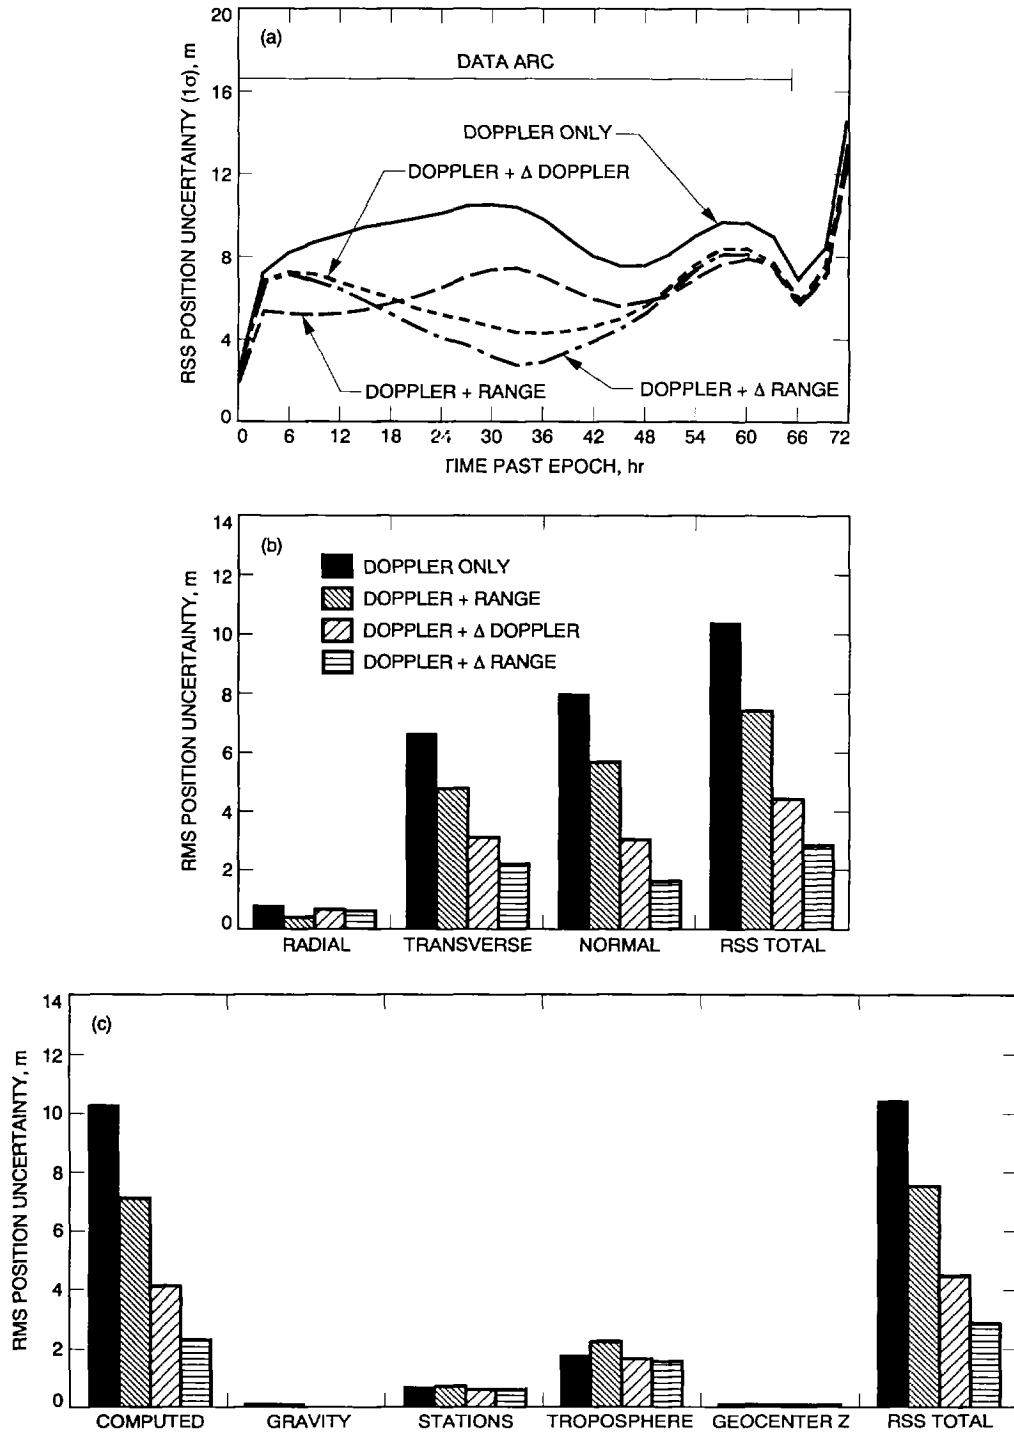 (a)
DATA ARC
DOPPLER ONLY
DOPPLER + Δ DOPPLER
DOPPLER + RANGE
DOPPLER + Δ RANGE
RSS POSITION UNCERTAINTY (1σ), m
20
16
12
8
4
0
0 6 12 18 24 30 36 42 48 54 60 66 72
TIME PAST EPOCH, hr
(b)
DOPPLER ONLY
DOPPLER + RANGE
DOPPLER + Δ DOPPLER
DOPPLER + Δ RANGE
RMS POSITION UNCERTAINTY, m
14
12
10
8
6
4
2
0
RADIAL TRANSVERSE NORMAL RSS TOTAL
(c)
RMS POSITION UNCERTAINTY, m
14
12
10
8
6
4
2
0
COMPUTED GRAVITY STATIONS TROPOSPHERE GEOCENTER Z RSS TOTAL